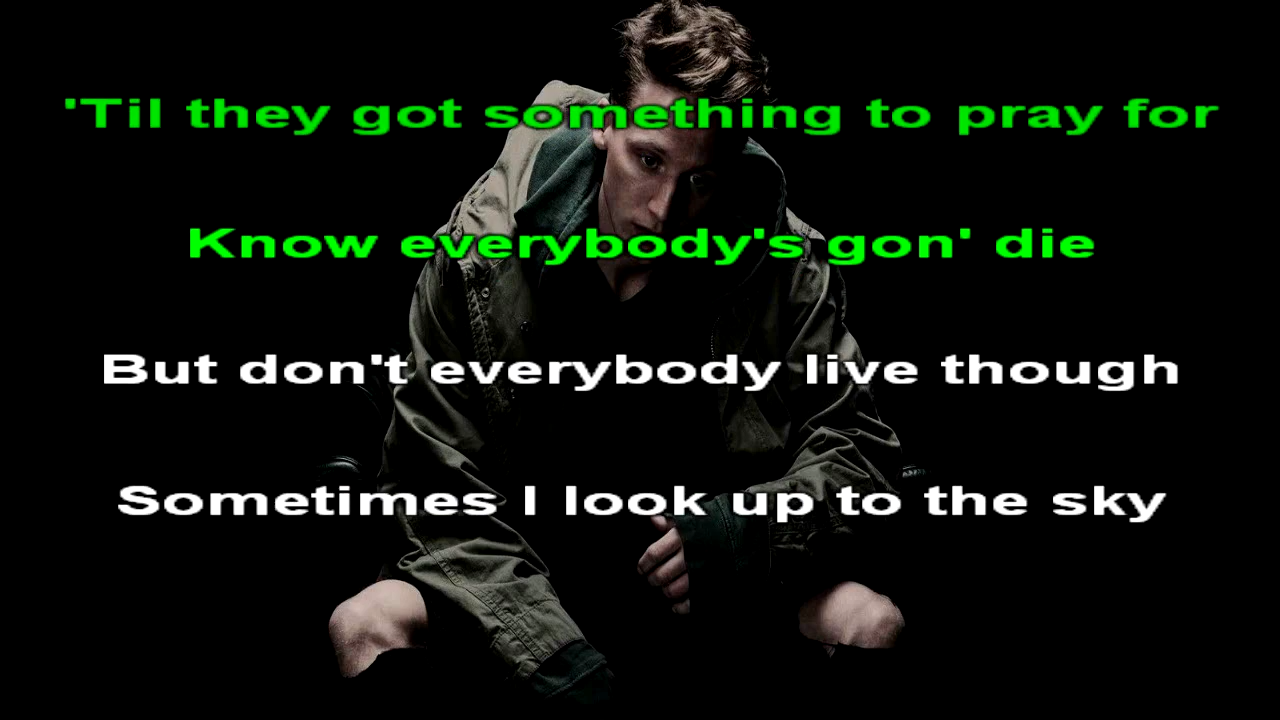 'Til they got something to pray for
Know everybody's gon' die
But don't everybody live though
Sometimes I look up to the sky